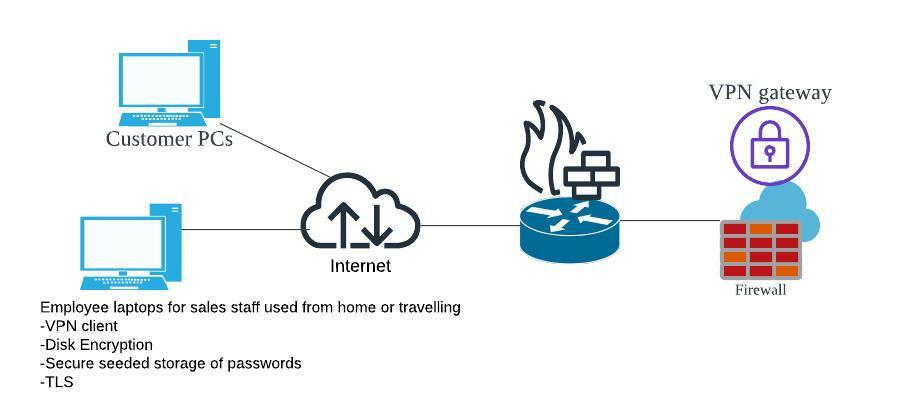 VPN gateway
Customer PCs
Internet
Firewall
Employee laptops for sales staff used from home or travelling
-VPN client
-Disk Encryption
-Secure seeded storage of passwords
-TLS